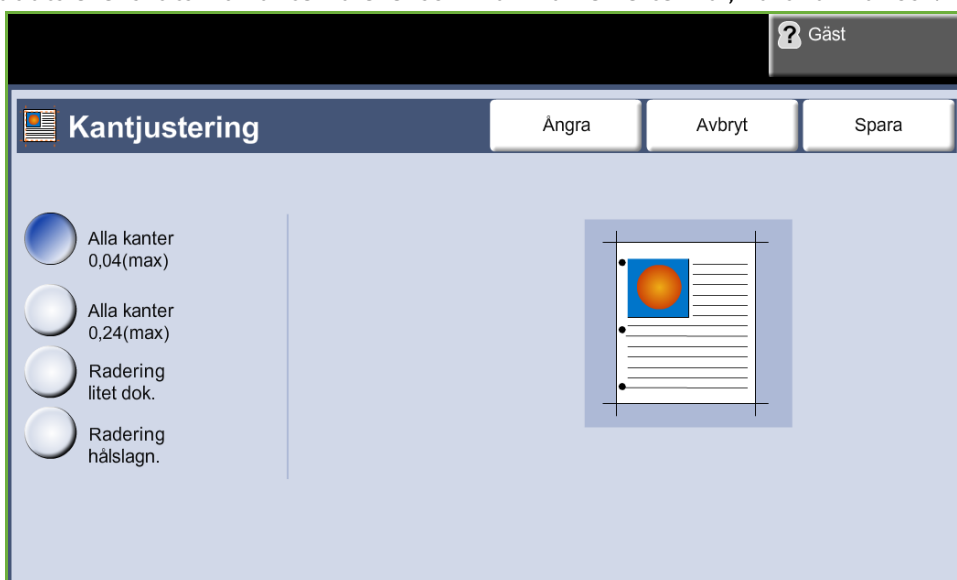 Gäst
Kantjustering
Ångra
Avbryt
Spara
Alla kanter
0,04(max)
Alla kanter
0,24(max)
Radering
litet dok.
Radering
hålslagn.